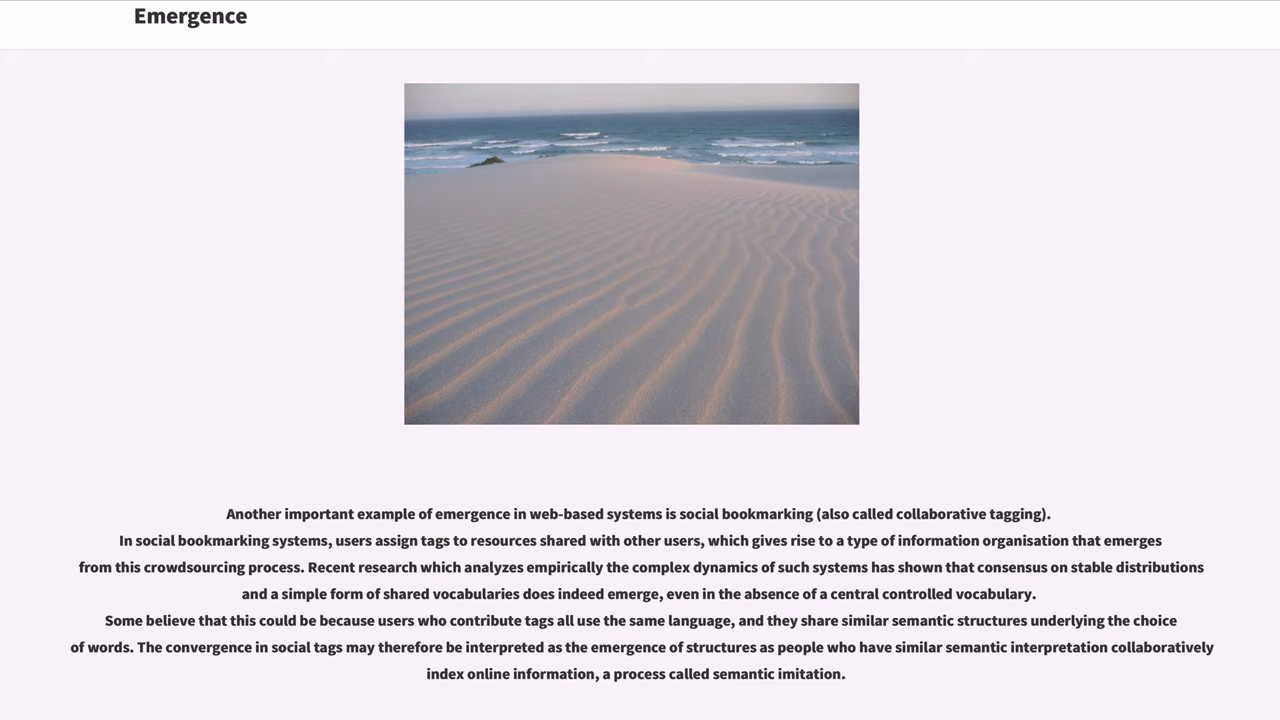 Emergence
Another important example of emergence in web-based systems is social bookmarking (also called collaborative tagging).
In social bookmarking systems, users assign tags to resources shared with other users, which gives rise to a type of information organisation that emerges
from this crowdsourcing process. Recent research which analyzes empirically the complex dynamics of such systems has shown that consensus on stable distributions
and a simple form of shared vocabularies does indeed emerge, even in the absence of a central controlled vocabulary.
Some believe that this could be because users who contribute tags all use the same language, and they share similar semantic structures underlying the choice
of words. The convergence in social tags may therefore be interpreted as the emergence of structures as people who have similar semantic interpretation collaboratively
index online information, a process called semantic imitation.